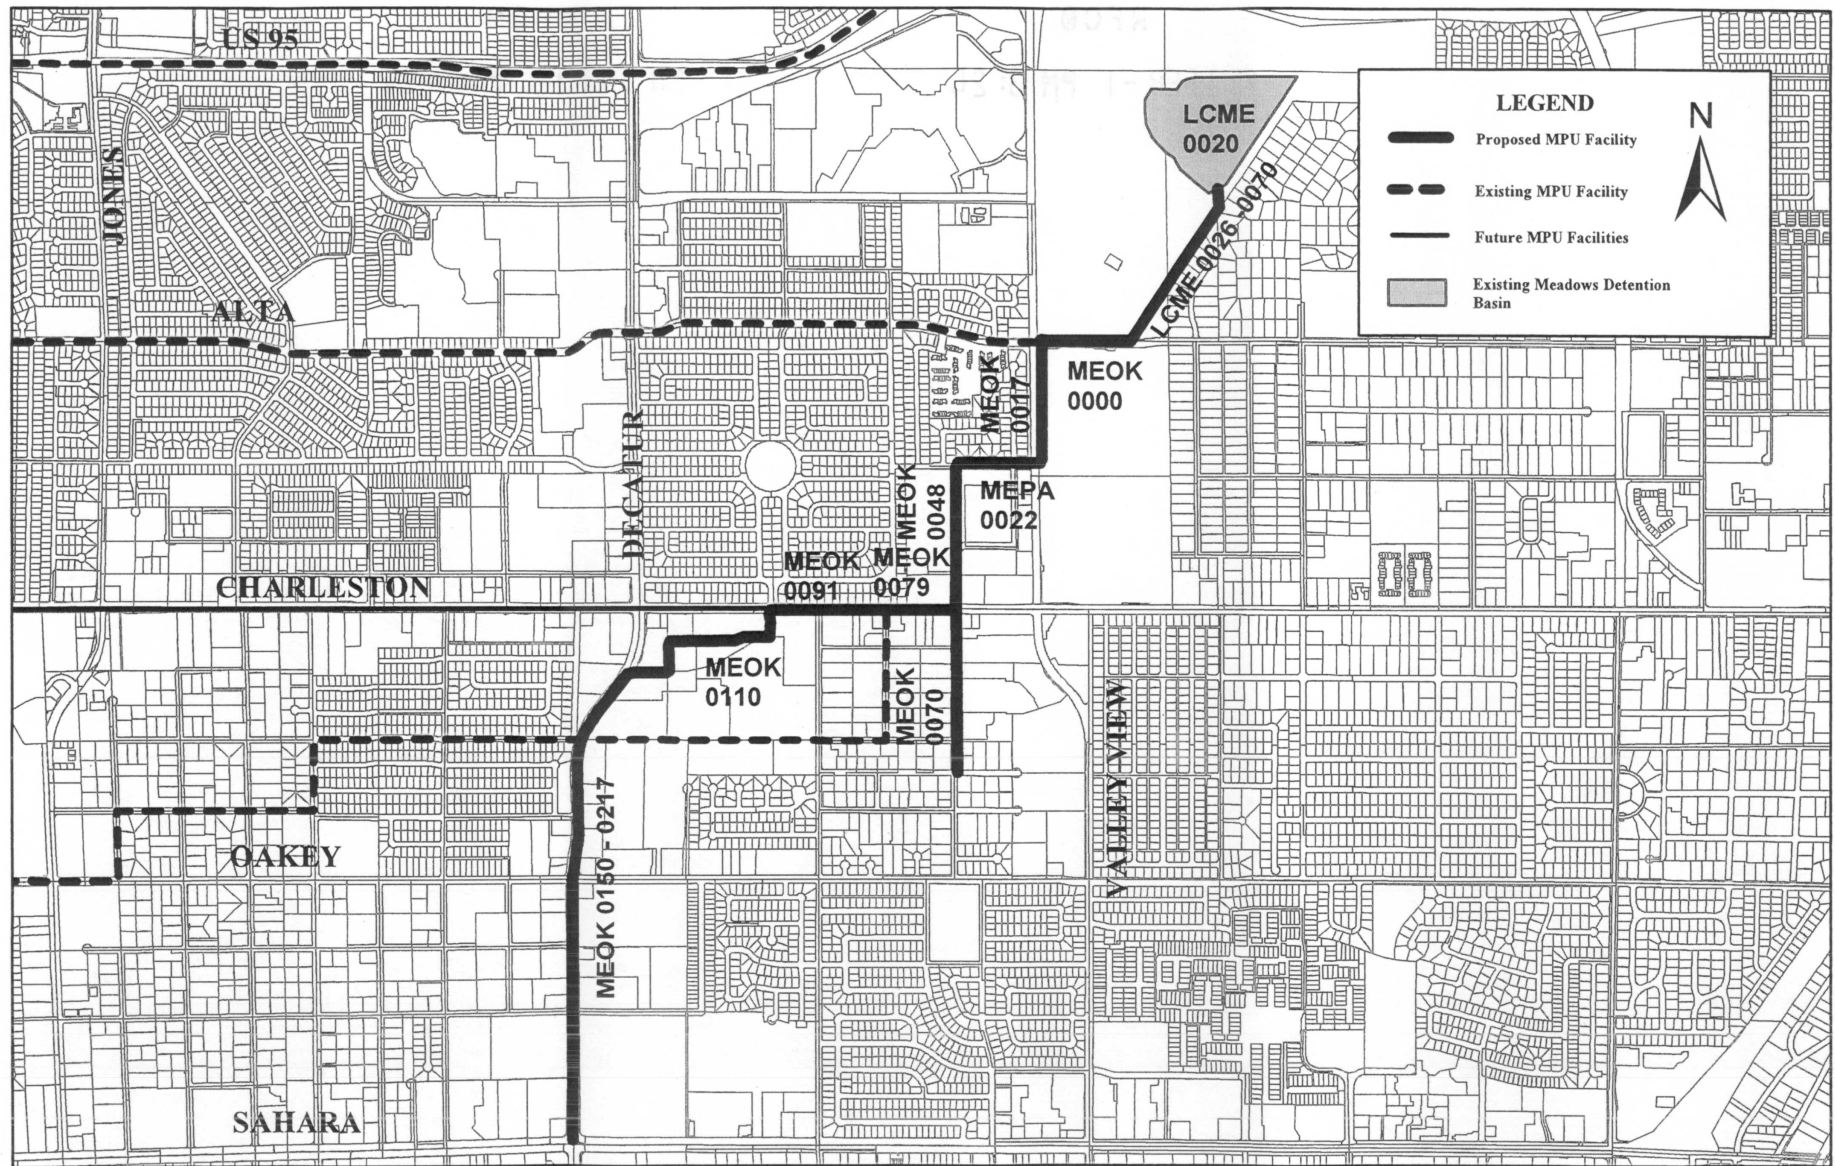 US 95
LCME
0020
LEGEND
N
Proposed MPU Facility
Existing MPU Facility
Future MPU Facilities
Existing Meadows Detention
Basin
JONES
LCME 0026 -0070
ALTA
MEOK
0000
MEOK
0017
DECATUR
MEOK
0048
MEPA
0022
MEOK
0091
MEOK
0079
CHARLESTON
MEOK
0110
MEOK
0070
VALLEY VIEW
MEOK 0150 - 0217
OAKEY
SAHARA